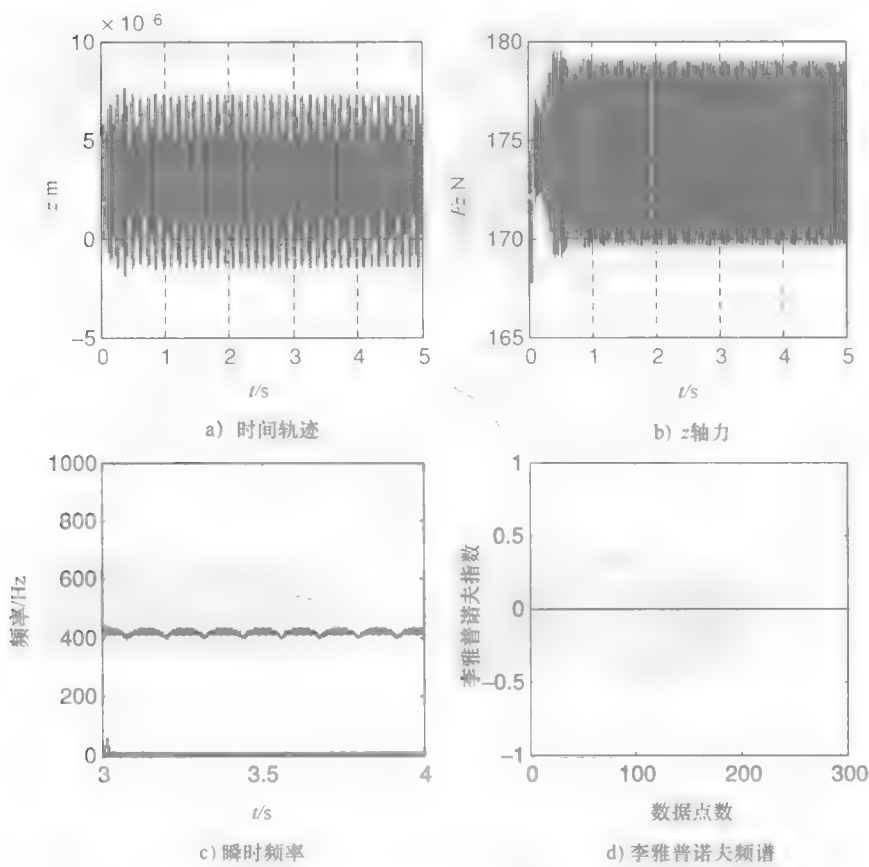 × 10 6
10
5
0
−5
z m
0 1 2 3 4 5
t/s
a) 时间轨迹
180
175
170
165
Fz N
0 1 2 3 4 5
t/s
b) z轴力
1000
800
600
400
200
0
频率/Hz
3 3.5 4
t/s
c) 瞬时频率
1
0.5
0
−0.5
−1
李雅普诺夫指数
0 100 200 300
数据点数
d) 李雅普诺夫频谱